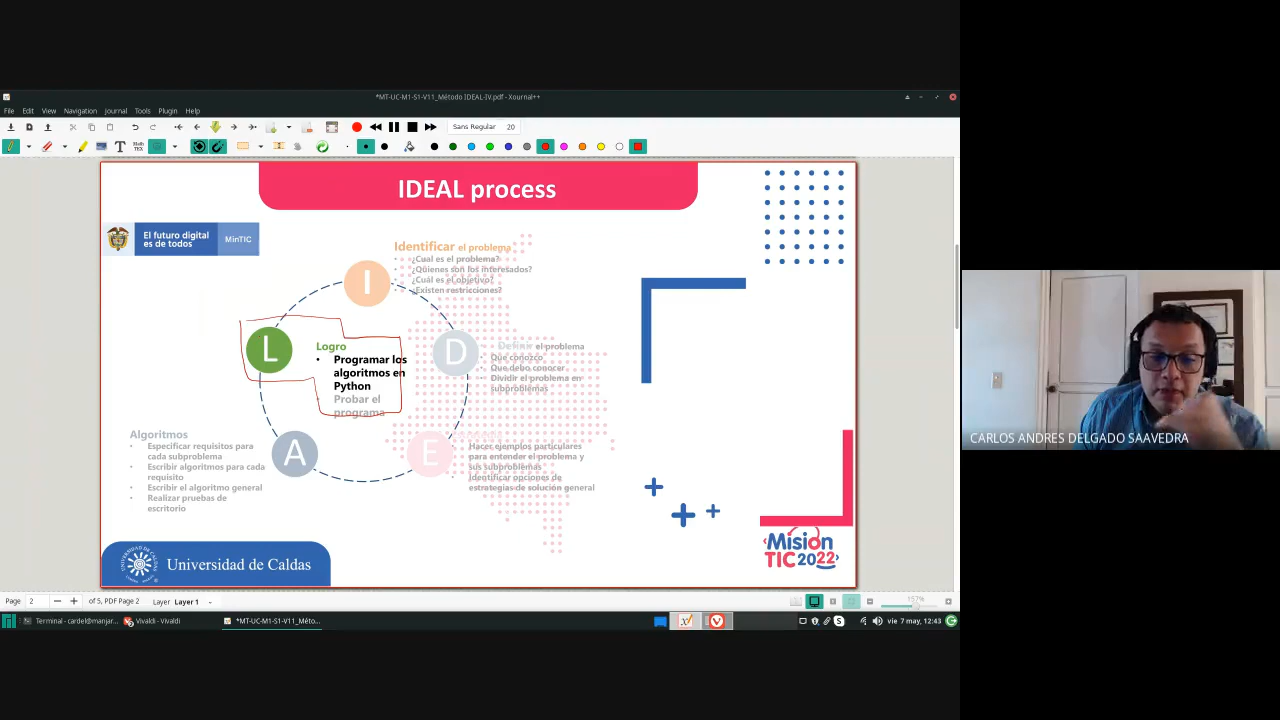 *MT-UC-M1-S1-V11_Método IDEAL-IV.pdf - Xournal++
File Edit View Navigation Journal Tools Plugin Help
Sans Regular 20
IDEAL process
El futuro digital
es de todos
MinTIC
Identificar el problema
¿Cual es el problema?
¿Quienes son los interesados?
¿Cuál es el objetivo?
¿Existen restricciones?
I
L
Logro
• Programar los
algoritmos en
Python
• Probar el
programa
D
Definir el problema
• Que conozco
• Que debo conocer
• Dividir el problema en
subproblemas
Algoritmos
• Especificar requisitos para
cada subproblema
• Escribir algoritmos para cada
requisito
• Escribir el algoritmo general
• Realizar pruebas de
escritorio
A
E
• Hacer ejemplos particulares
para entender el problema y
sus subproblemas
• Identificar opciones de
estrategias de solución general
Universidad de Caldas
Misión
TIC 2022
CARLOS ANDRES DELGADO SAAVEDRA
Page 2 of 5, PDF Page 2 Layer Layer 1
157%
Terminal - cardel@manjar...
Vivaldi - Vivaldi
*MT-UC-M1-S1-V11_Méto...
vie 7 may, 12:43